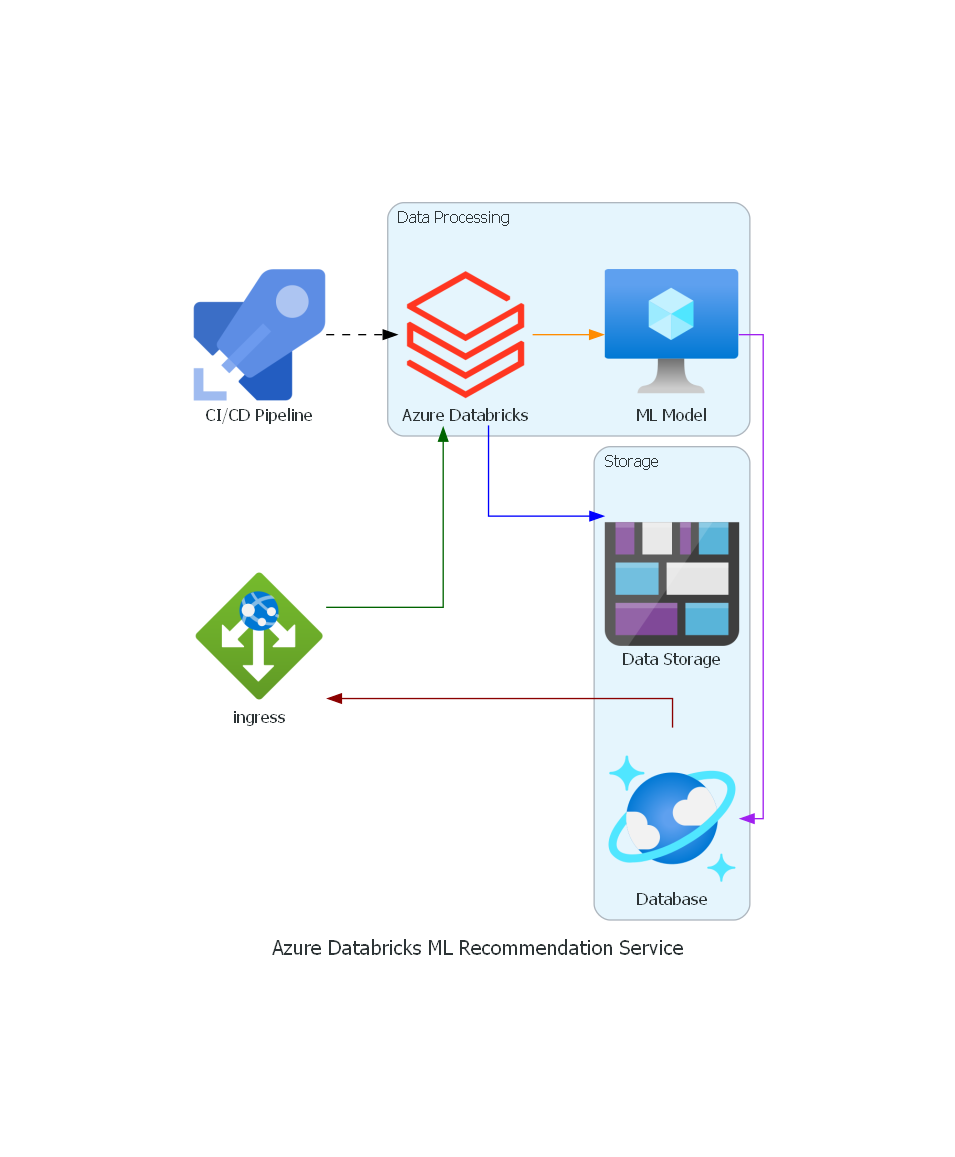 Data Processing
CI/CD Pipeline
Azure Databricks
ML Model
Storage
Data Storage
ingress
Database
Azure Databricks ML Recommendation Service